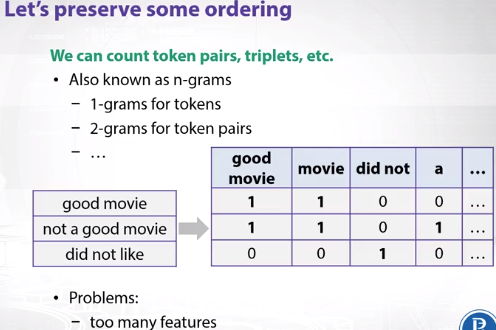 Let's preserve some ordering
We can count token pairs, triplets, etc.
• Also known as n-grams
– 1-grams for tokens
– 2-grams for token pairs
– ...
good movie
not a good movie
did not like
good movie | movie | did not | a | ...
1 | 1 | 0 | 0 | ...
1 | 1 | 0 | 1 | ...
0 | 0 | 1 | 0 | ...
• Problems:
– too many features